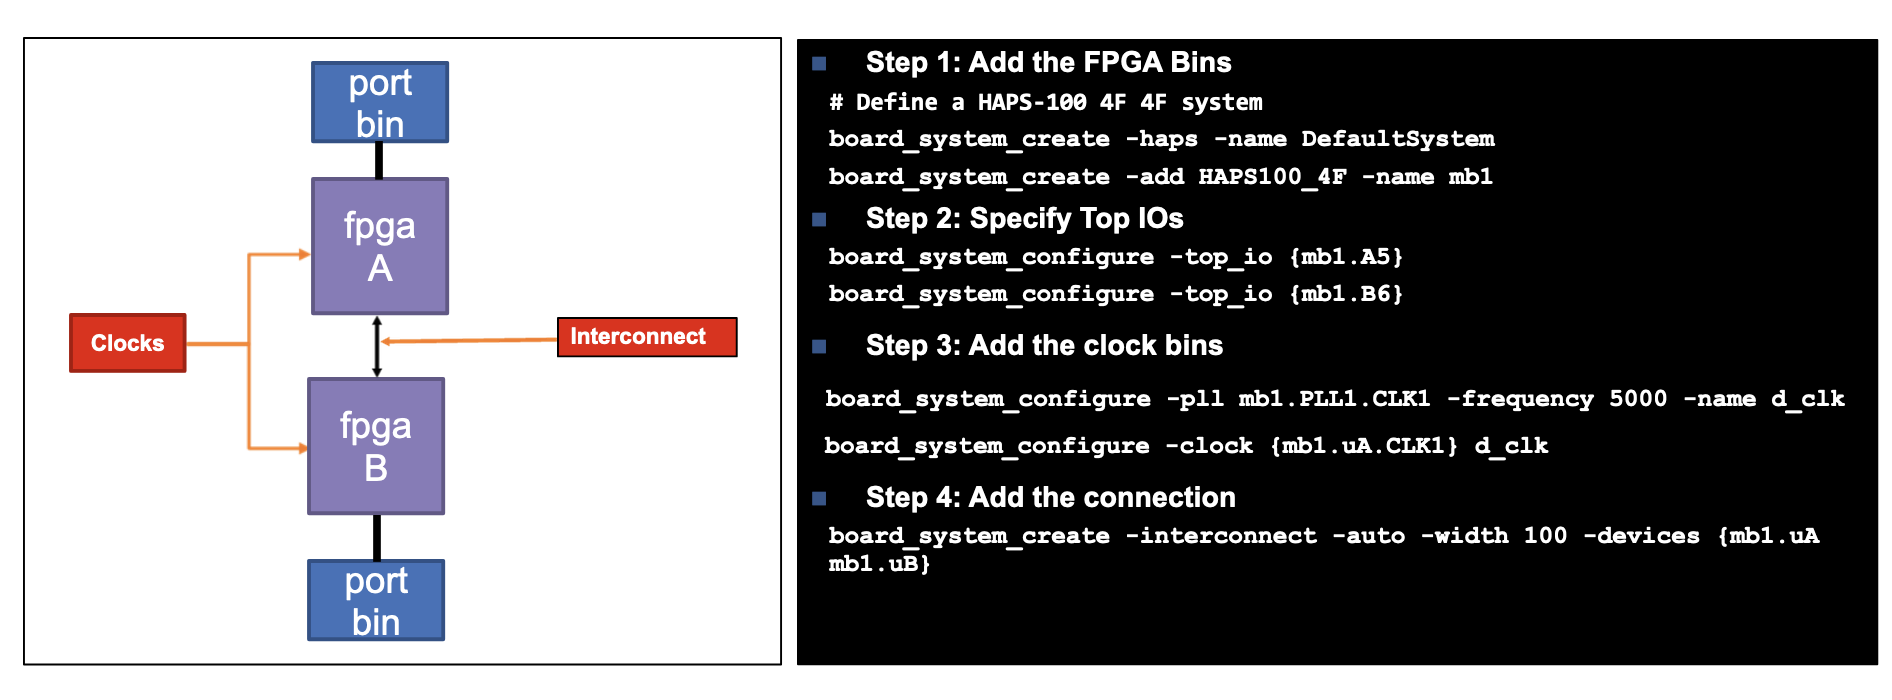 port
bin
fpga
A
Clocks
Interconnect
fpga
B
port
bin
Step 1: Add the FPGA Bins
# Define a HAPS-100 4F 4F system
board_system_create -haps -name DefaultSystem
board_system_create -add HAPS100_4F -name mb1
Step 2: Specify Top IOs
board_system_configure -top_io {mb1.A5}
board_system_configure -top_io {mb1.B6}
Step 3: Add the clock bins
board_system_configure -pll mb1.PLL1.CLK1 -frequency 5000 -name d_clk
board_system_configure -clock {mb1.uA.CLK1} d_clk
Step 4: Add the connection
board_system_create -interconnect -auto -width 100 -devices {mb1.uA
mb1.uB}